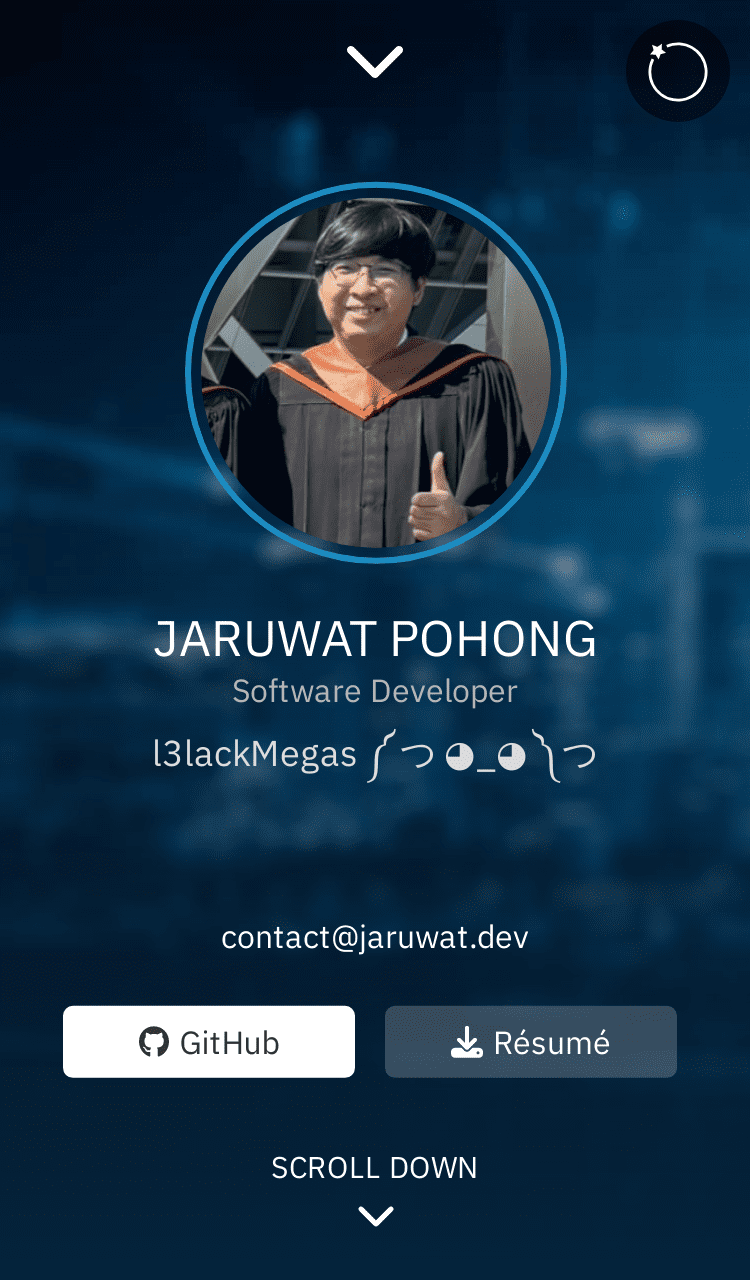 JARUWAT POHONG
Software Developer
l3lackMegas ༼ つ ◕_◕ ༽つ
contact@jaruwat.dev
GitHub
Résumé
SCROLL DOWN